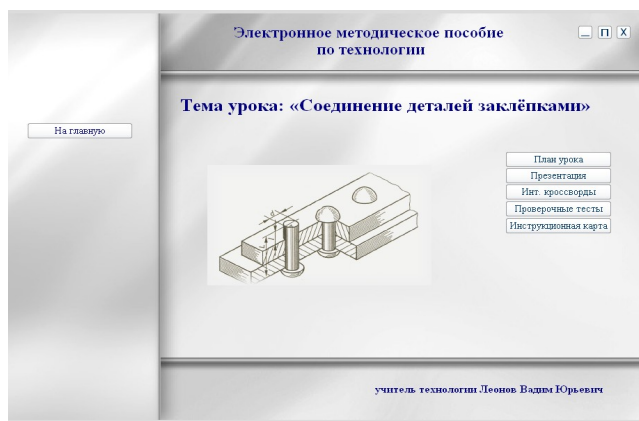 Электронное методическое пособие
по технологии
П X
Тема урока: «Соединение деталей заклёпками»
На главную
План урока
Презентация
Инт. кроссворды
Проверочные тесты
Инструкционная карта
учитель технологии Леонов Вадим Юрьевич